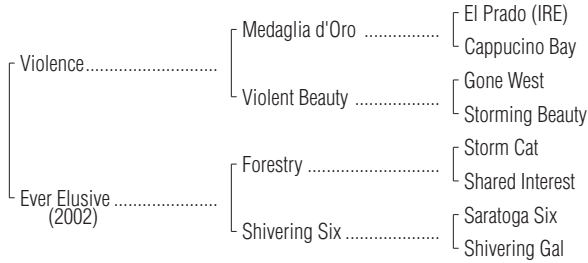 El Prado (IRE)
Medaglia d'Oro ..................
Cappucino Bay
Violence................................
Gone West
Violent Beauty ......................
Storming Beauty
Storm Cat
Forestry ................................
Shared Interest
Ever Elusive .........................
(2002)
Saratoga Six
Shivering Six ......................
Shivering Gal